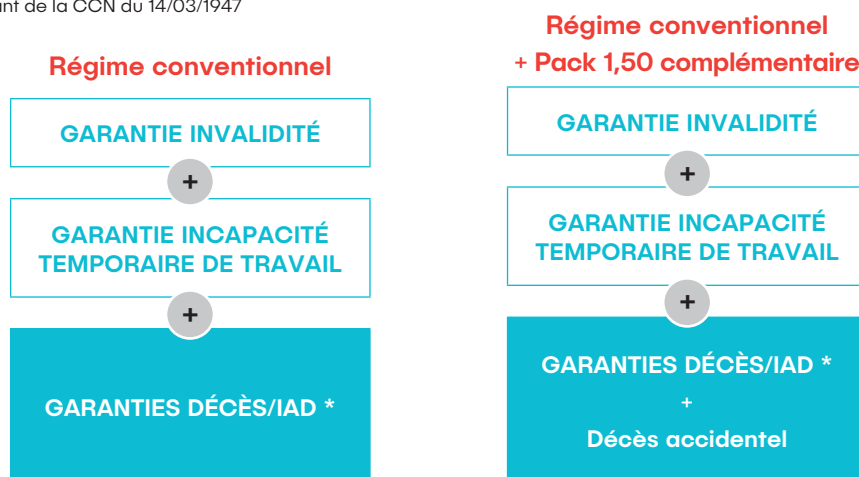 de la CCN du 14/03/1947
Régime conventionnel
GARANTIE INVALIDITÉ
+
GARANTIE INCAPACITÉ
TEMPORAIRE DE TRAVAIL
+
GARANTIES DÉCÈS/IAD *
Régime conventionnel
+ Pack 1,50 complémentaire
GARANTIE INVALIDITÉ
+
GARANTIE INCAPACITÉ
TEMPORAIRE DE TRAVAIL
+
GARANTIES DÉCÈS/IAD *
+
Décès accidentel